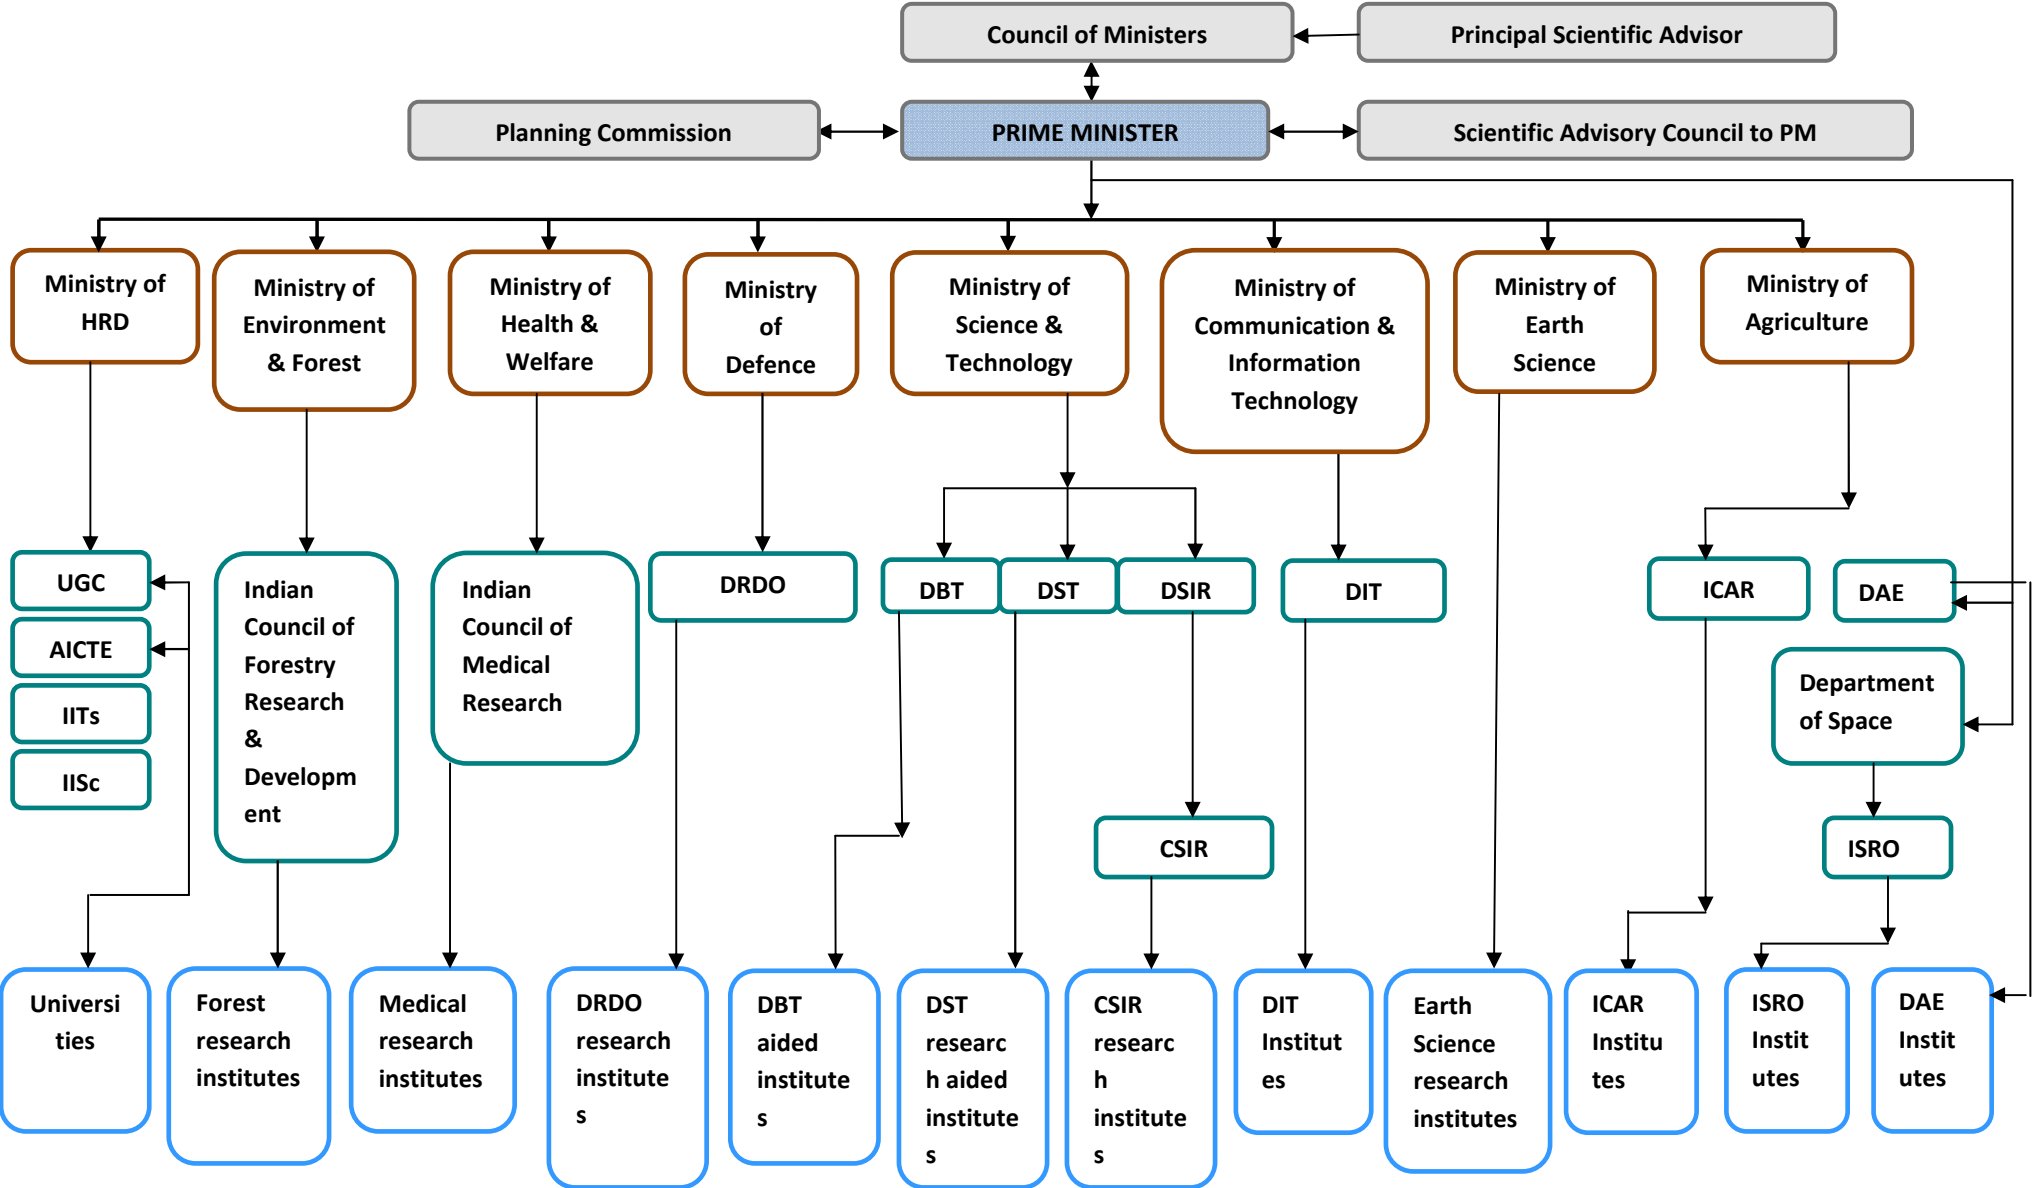 Council of Ministers
Principal Scientific Advisor
Planning Commission
PRIME MINISTER
Scientific Advisory Council to PM
Ministry of
HRD
Ministry of
Environment
& Forest
Ministry of
Health &
Welfare
Ministry
of
Defence
Ministry of
Science &
Technology
Ministry of
Communication &
Information
Technology
Ministry of
Earth
Science
Ministry of
Agriculture
UGC
AICTE
IITs
IISc
Indian
Council of
Forestry
Research
&
Developm
ent
Indian
Council of
Medical
Research
DRDO
DBT
DST
DSIR
DIT
ICAR
DAE
Department
of Space
CSIR
ISRO
Universi
ties
Forest
research
institutes
Medical
research
institutes
DRDO
research
institute
s
DBT
aided
institute
s
DST
researc
h aided
institute
s
CSIR
researc
h
institute
s
DIT
Institut
es
Earth
Science
research
institutes
ICAR
Institu
tes
ISRO
Instit
utes
DAE
Instit
utes